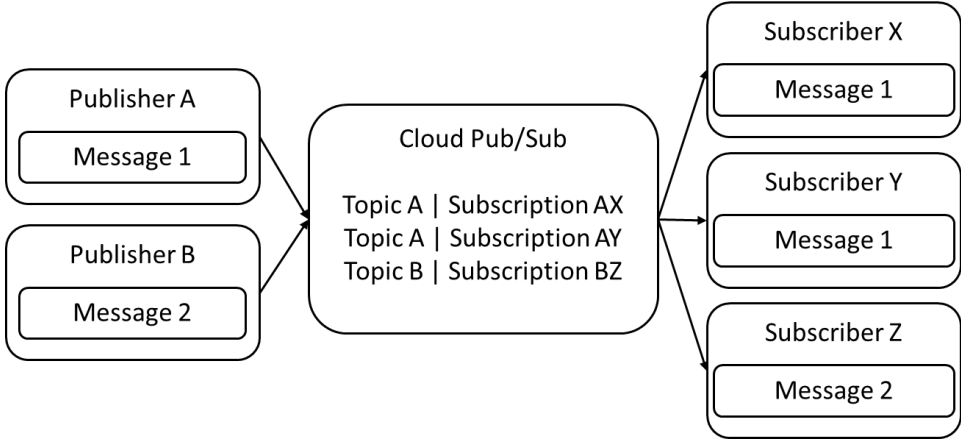 Publisher A
Message 1
Publisher B
Message 2
Cloud Pub/Sub
Topic A | Subscription AX
Topic A | Subscription AY
Topic B | Subscription BZ
Subscriber X
Message 1
Subscriber Y
Message 1
Subscriber Z
Message 2